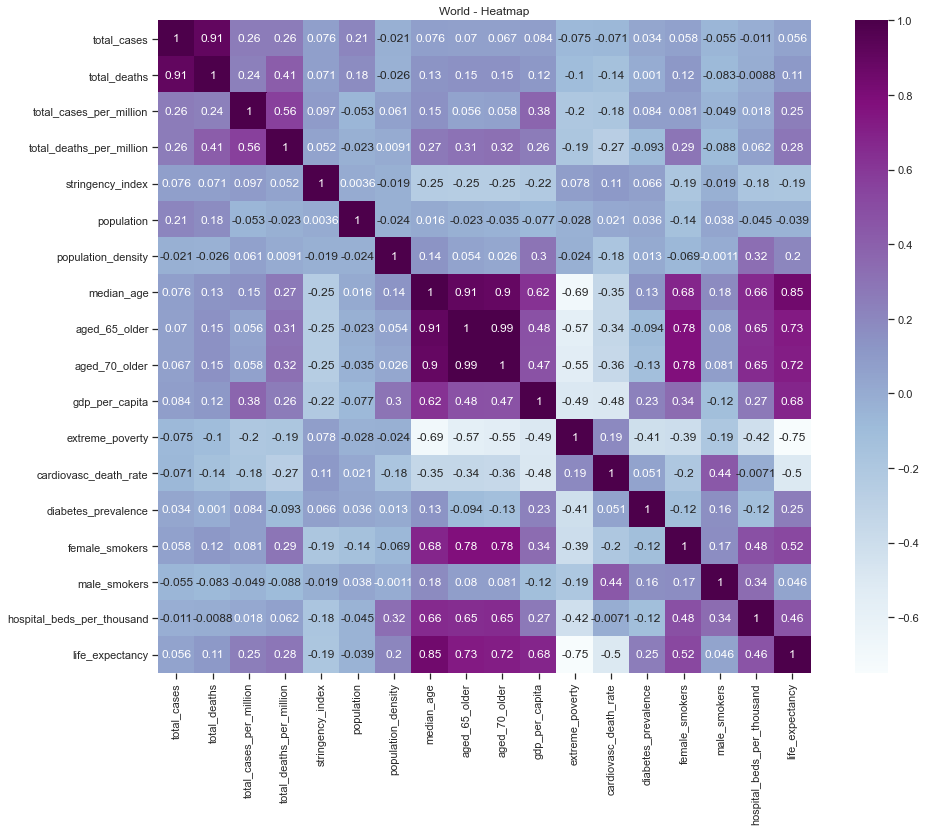 World - Heatmap
total_cases 1 0.91 0.26 0.26 0.076 0.21 -0.021 0.076 0.07 0.067 0.084 -0.075 -0.071 0.034 0.058 -0.055 -0.011 0.056
total_deaths 0.91 1 0.24 0.41 0.071 0.18 -0.026 0.13 0.15 0.15 0.12 -0.1 -0.14 0.001 0.12 -0.083 -0.0088 0.11
total_cases_per_million 0.26 0.24 1 0.56 0.097 -0.053 0.061 0.15 0.056 0.058 0.38 -0.2 -0.18 0.084 0.081 -0.049 0.018 0.25
total_deaths_per_million 0.26 0.41 0.56 1 0.052 -0.023 0.0091 0.27 0.31 0.32 0.26 -0.19 -0.27 -0.093 0.29 -0.088 0.062 0.28
stringency_index 0.076 0.071 0.097 0.052 1 0.0036 -0.019 -0.25 -0.25 -0.25 -0.22 0.078 0.11 0.066 -0.19 -0.019 -0.18 -0.19
population 0.21 0.18 -0.053 -0.023 0.0036 1 -0.024 0.016 -0.023 -0.035 -0.077 -0.028 0.021 0.036 -0.14 0.038 -0.045 -0.039
population_density -0.021 -0.026 0.061 0.0091 -0.019 -0.024 1 0.14 0.054 0.026 0.3 -0.024 -0.18 0.013 -0.069 -0.0011 0.32 0.2
median_age 0.076 0.13 0.15 0.27 -0.25 0.016 0.14 1 0.91 0.9 0.62 -0.69 -0.35 0.13 0.68 0.18 0.66 0.85
aged_65_older 0.07 0.15 0.056 0.31 -0.25 -0.023 0.054 0.91 1 0.99 0.48 -0.57 -0.34 -0.094 0.78 0.08 0.65 0.73
aged_70_older 0.067 0.15 0.058 0.32 -0.25 -0.035 0.026 0.9 0.99 1 0.47 -0.55 -0.36 -0.13 0.78 0.081 0.65 0.72
gdp_per_capita 0.084 0.12 0.38 0.26 -0.22 -0.077 0.3 0.62 0.48 0.47 1 -0.49 -0.48 0.23 0.34 -0.12 0.27 0.68
extreme_poverty -0.075 -0.1 -0.2 -0.19 0.078 -0.028 -0.024 -0.69 -0.57 -0.55 -0.49 1 0.19 -0.41 -0.39 -0.19 -0.42 -0.75
cardiovasc_death_rate -0.071 -0.14 -0.18 -0.27 0.11 0.021 -0.18 -0.35 -0.34 -0.36 -0.48 0.19 1 0.051 -0.2 0.44 -0.0071 -0.5
diabetes_prevalence 0.034 0.001 0.084 -0.093 0.066 0.036 0.013 0.13 -0.094 -0.13 0.23 -0.41 0.051 1 -0.12 0.16 -0.12 0.25
female_smokers 0.058 0.12 0.081 0.29 -0.19 -0.14 -0.069 0.68 0.78 0.78 0.34 -0.39 -0.2 -0.12 1 0.17 0.48 0.52
male_smokers -0.055 -0.083 -0.049 -0.088 -0.019 0.038 -0.0011 0.18 0.08 0.081 -0.12 -0.19 0.44 0.16 0.17 1 0.34 0.046
hospital_beds_per_thousand -0.011 -0.0088 0.018 0.062 -0.18 -0.045 0.32 0.66 0.65 0.65 0.27 -0.42 -0.0071 -0.12 0.48 0.34 1 0.46
life_expectancy 0.056 0.11 0.25 0.28 -0.19 -0.039 0.2 0.85 0.73 0.72 0.68 -0.75 -0.5 0.25 0.52 0.046 0.46 1
total_cases
total_deaths
total_cases_per_million
total_deaths_per_million
stringency_index
population
population_density
median_age
aged_65_older
aged_70_older
gdp_per_capita
extreme_poverty
cardiovasc_death_rate
diabetes_prevalence
female_smokers
male_smokers
hospital_beds_per_thousand
life_expectancy
1.0
0.8
0.6
0.4
0.2
0.0
-0.2
-0.4
-0.6